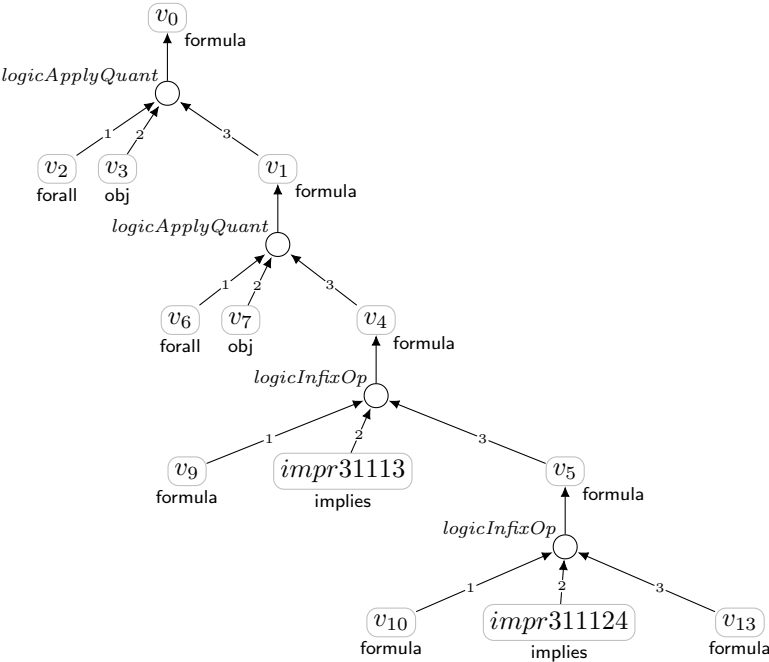 v0
formula
logicApplyQuant
1 2 3
v2 v3 v1
forall obj formula
logicApplyQuant
1 2 3
v6 v7 v4
forall obj formula
logicInfixOp
1 2 3
v9 impr31113 v5
formula implies formula
logicInfixOp
1 2 3
v10 impr311124 v13
formula implies formula